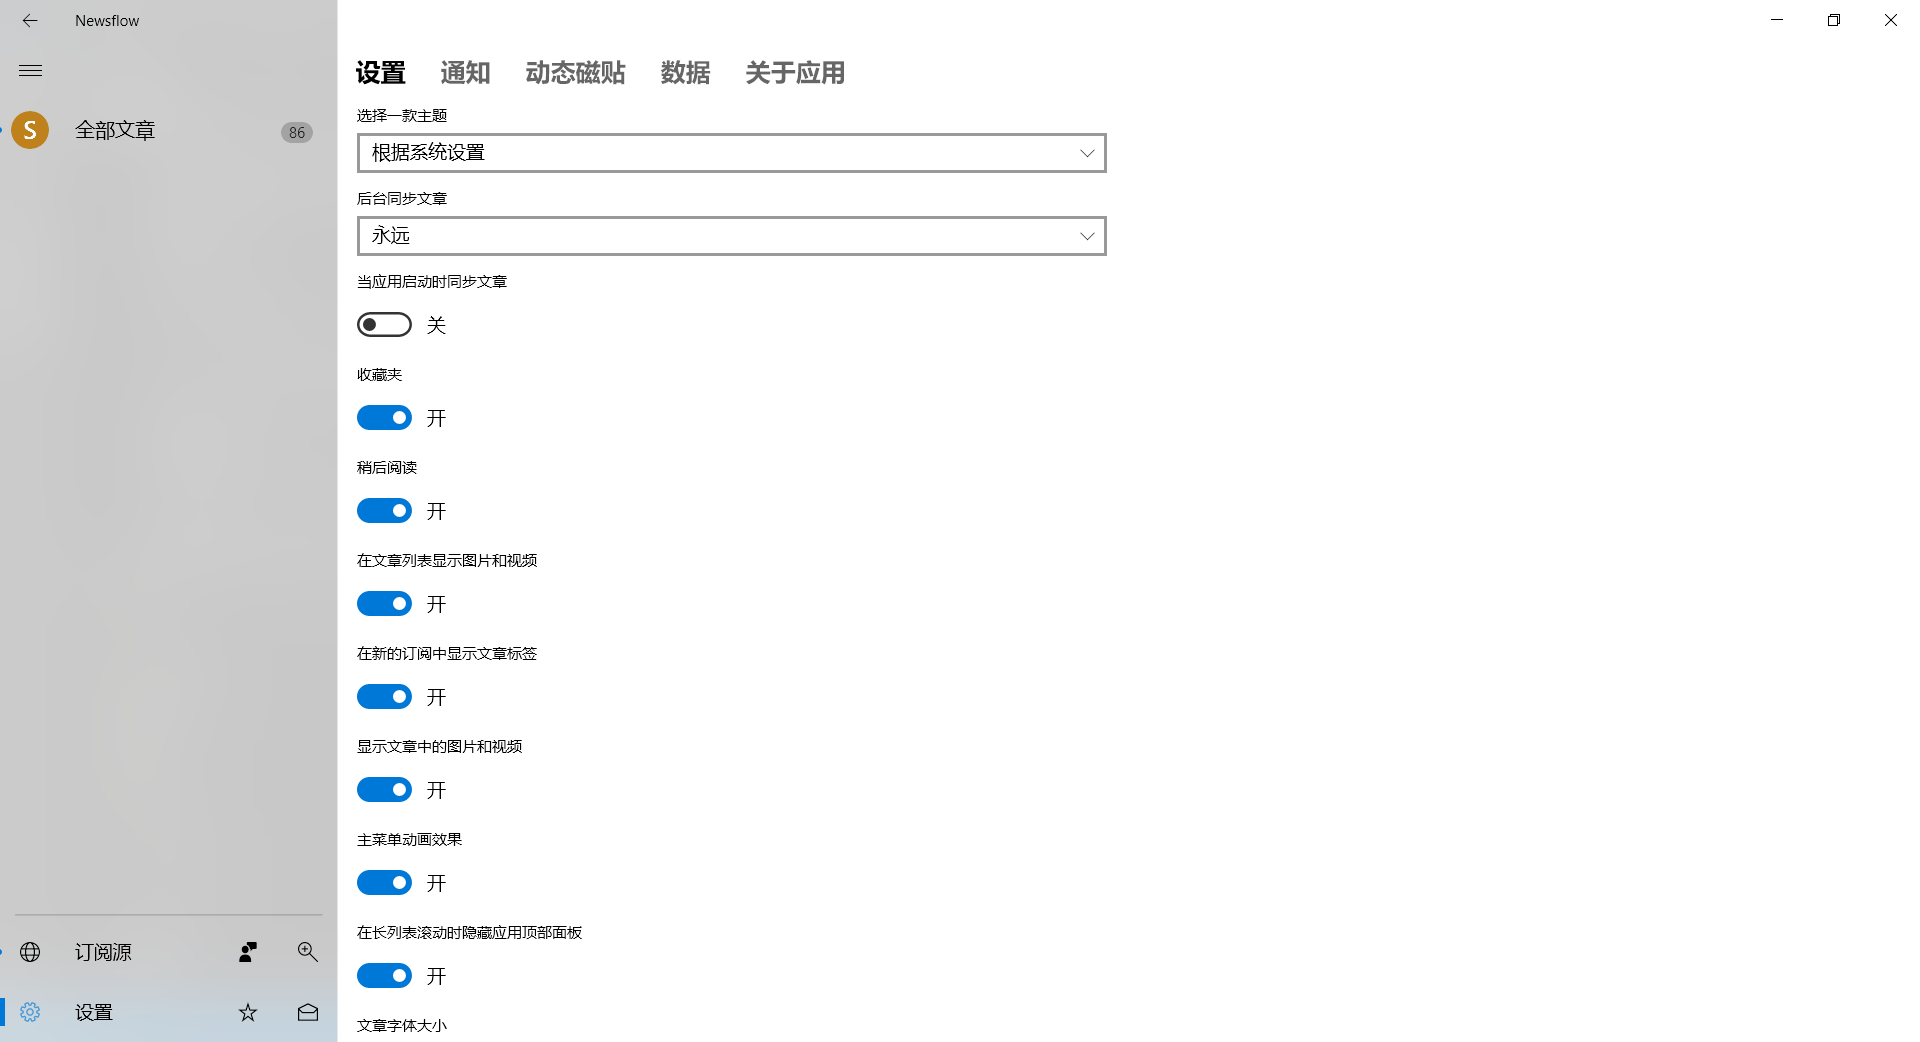 Newsflow
S 全部文章 86
订阅源
设置
设置 通知 动态磁贴 数据 关于应用
选择一款主题
根据系统设置
后台同步文章
永远
当应用启动时同步文章
关
收藏夹
开
稍后阅读
开
在文章列表显示图片和视频
开
在新的订阅中显示文章标签
开
显示文章中的图片和视频
开
主菜单动画效果
开
在长列表滚动时隐藏应用顶部面板
开
文章字体大小